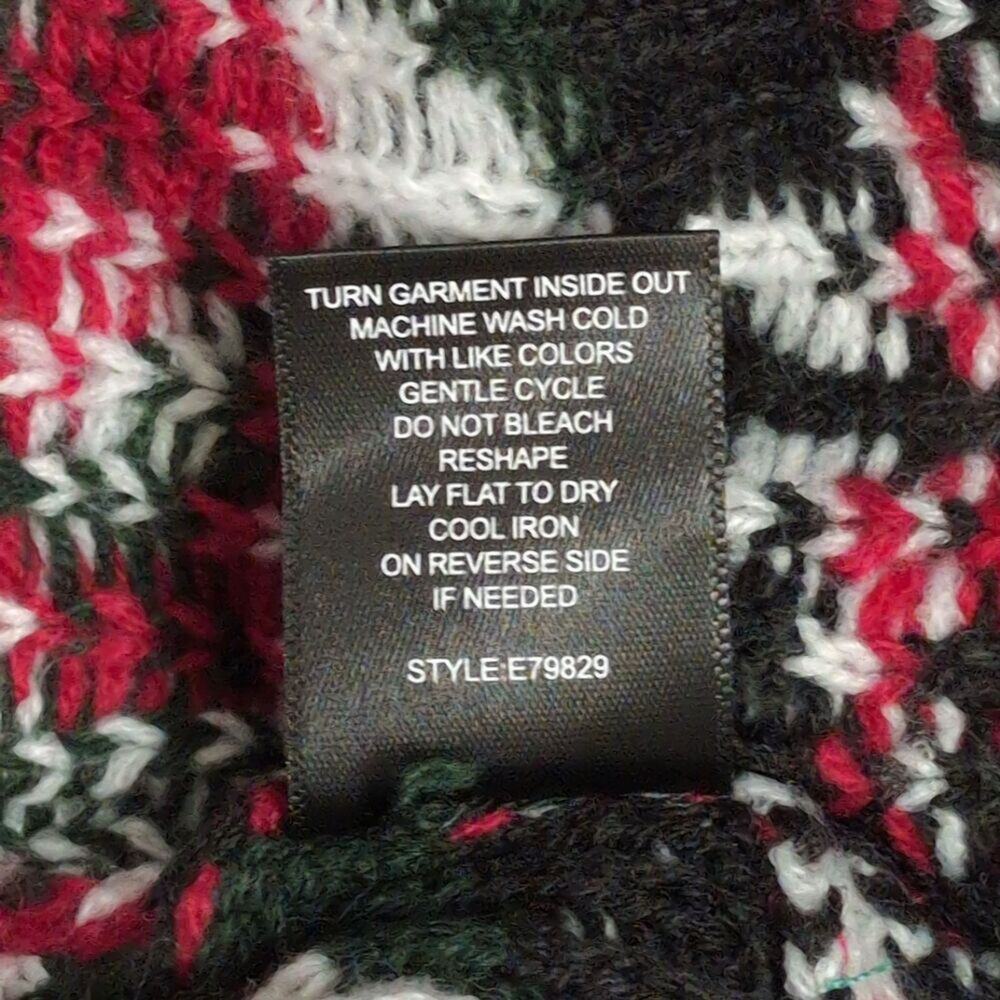 TURN GARMENT INSIDE OUT
MACHINE WASH COLD
WITH LIKE COLORS
GENTLE CYCLE
DO NOT BLEACH
RESHAPE
LAY FLAT TO DRY
COOL IRON
ON REVERSE SIDE
IF NEEDED
STYLE E79829